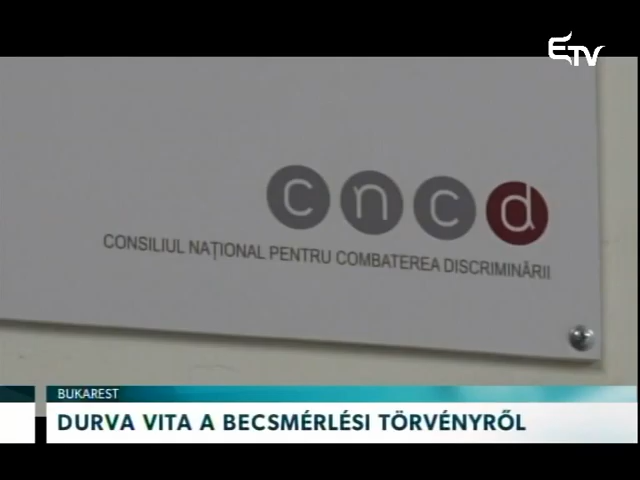 ETV
cncd
CONSILIUL NAȚIONAL PENTRU COMBATEREA DISCRIMINĂRII
BUKAREST
DURVA VITA A BECSMÉRLÉSI TÖRVÉNYRŐL